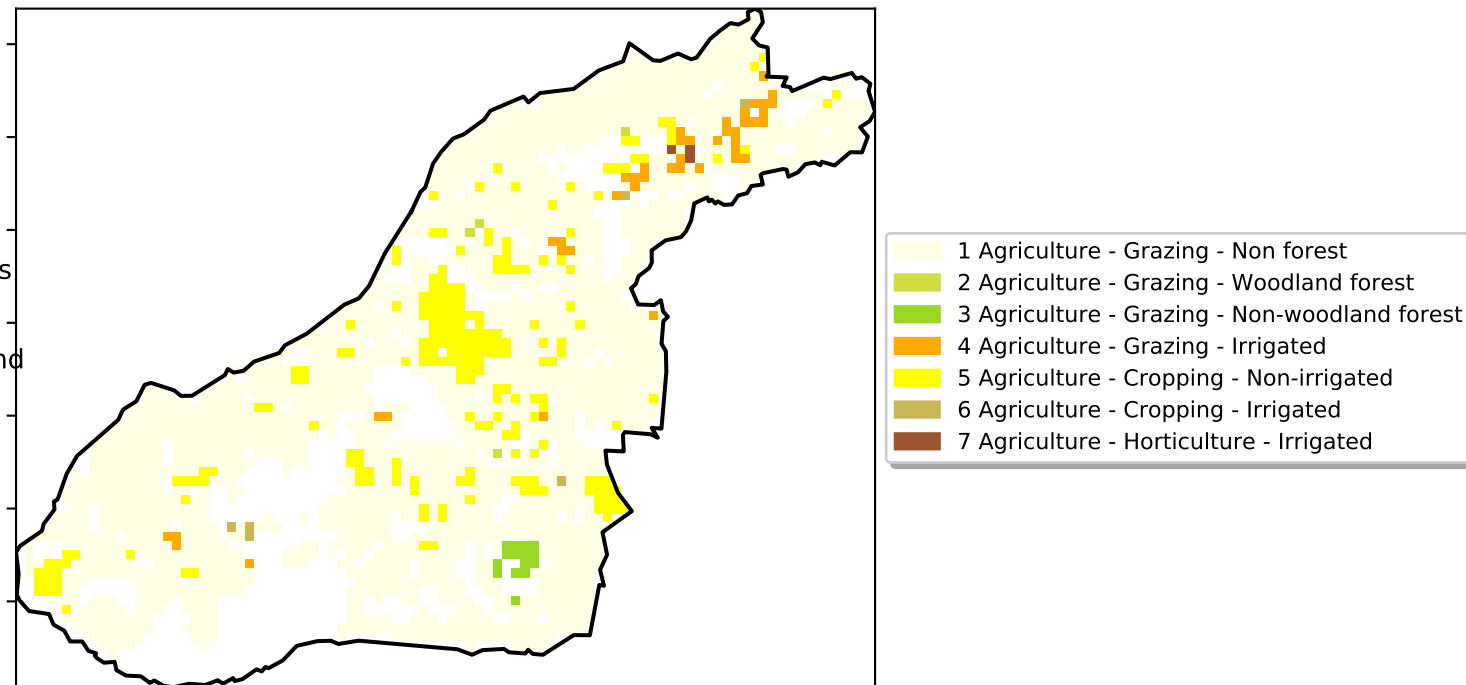 s
nd
1 Agriculture - Grazing - Non forest
2 Agriculture - Grazing - Woodland forest
3 Agriculture - Grazing - Non-woodland forest
4 Agriculture - Grazing - Irrigated
5 Agriculture - Cropping - Non-irrigated
6 Agriculture - Cropping - Irrigated
7 Agriculture - Horticulture - Irrigated